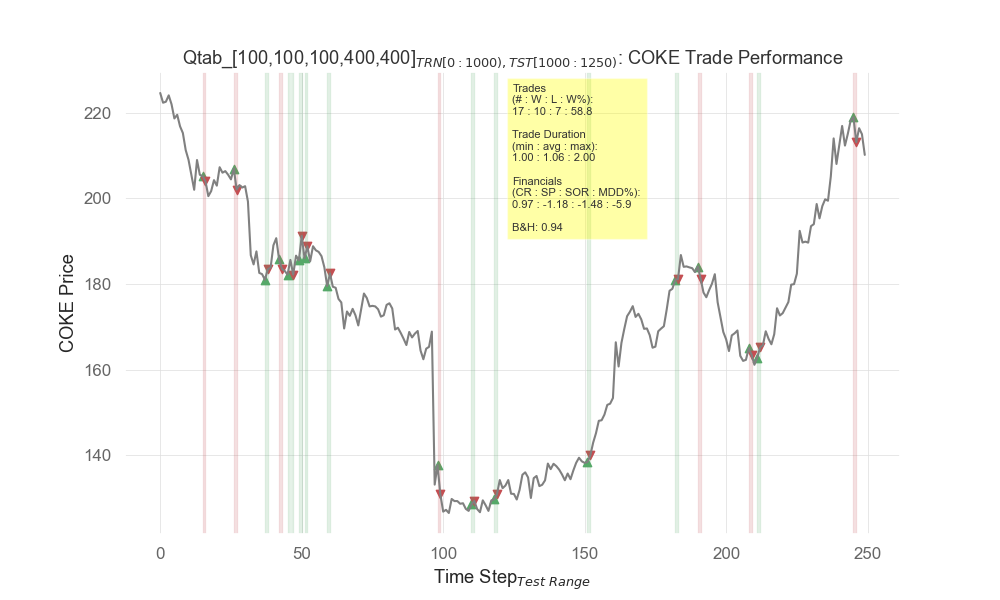 Qtab_[100,100,100,400,400]TRN[0:1000),TST[1000:1250): COKE Trade Performance
Trades
(# : W : L : W%):
17 : 10 : 7 : 58.8
Trade Duration
(min : avg : max):
1.00 : 1.06 : 2.00
Financials
(CR : SP : SOR : MDD%):
0.97 : -1.18 : -1.48 : -5.9
B&H: 0.94
COKE Price
220
200
180
160
140
0 50 100 150 200 250
Time StepTest Range